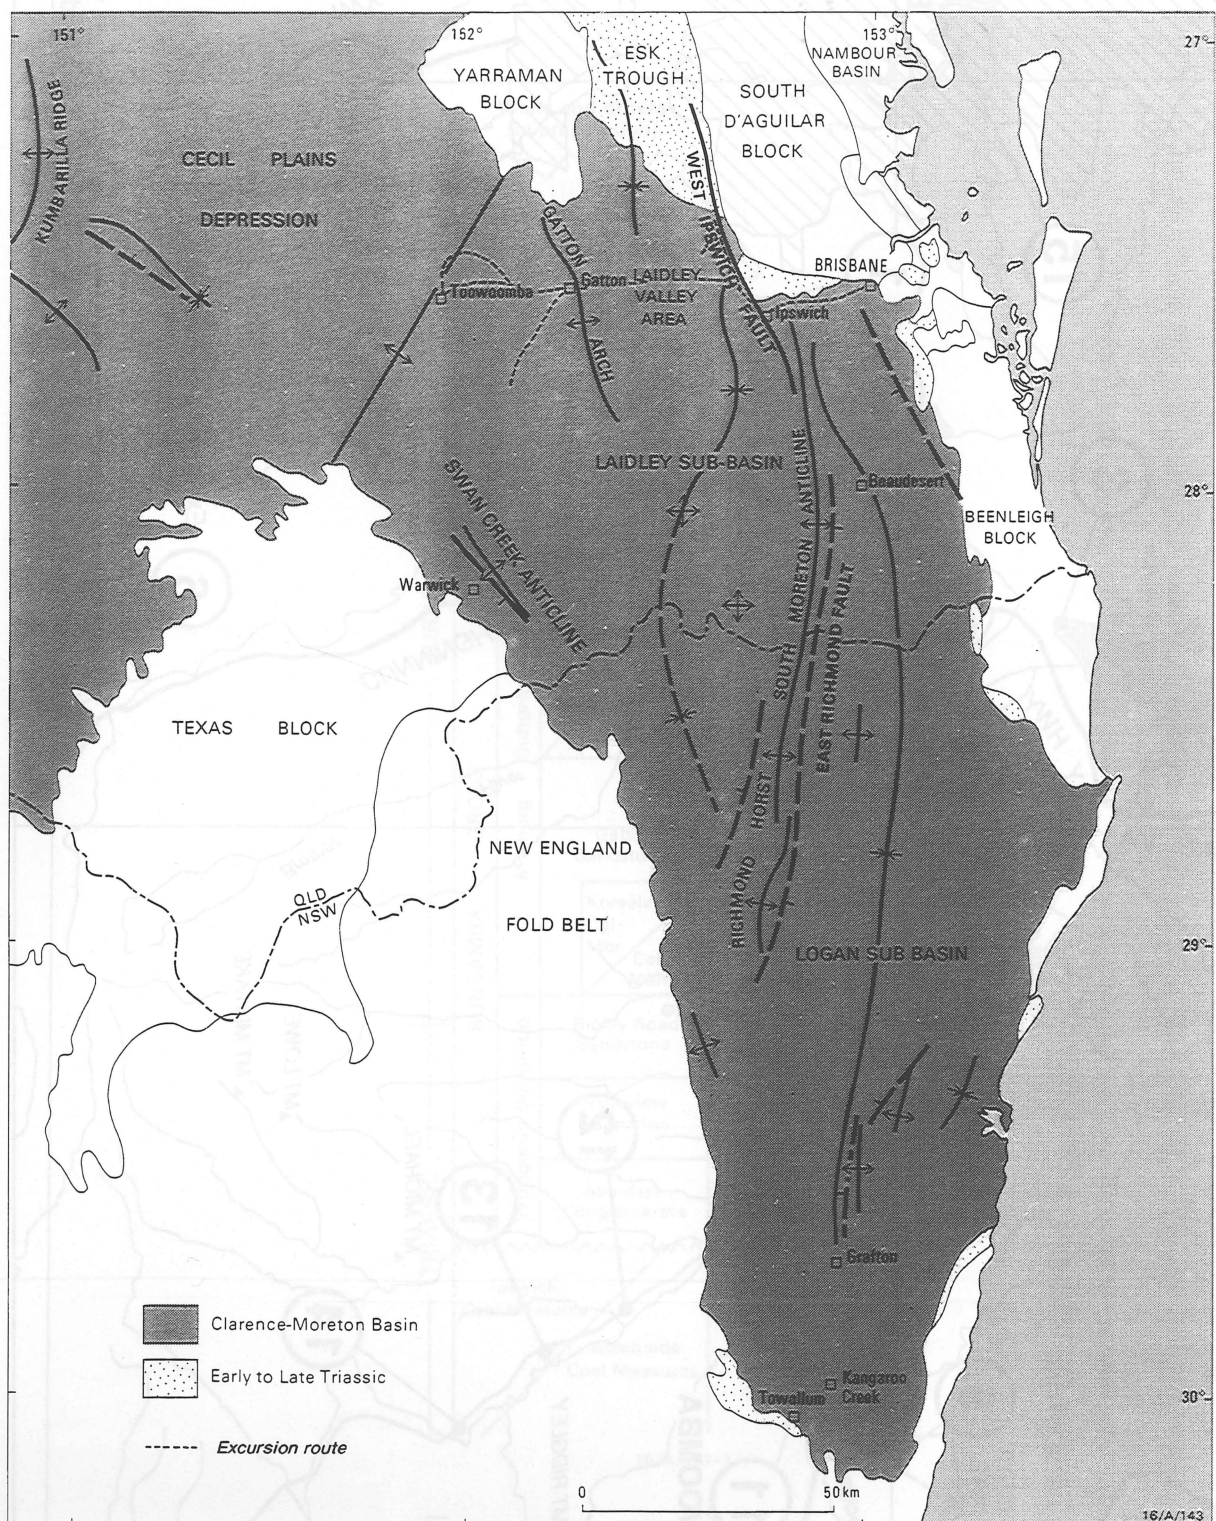 151°
152°
153°
27°
ESK
TROUGH
NAMBOUR
BASIN
YARRAMAN
BLOCK
SOUTH
D'AGUILAR
BLOCK
KUMBARILLA RIDGE
CECIL PLAINS
DEPRESSION
WEST IPSWICH FAULT
GATTON ARCH
BRISBANE
Toowoomba
Gatton
LAIDLEY
VALLEY
AREA
Ipswich
LAIDLEY SUB-BASIN
Beaudesert
28°
SWAN CREEK ANTICLINE
SOUTH MORETON ANTICLINE
BEENLEIGH
BLOCK
Warwick
EAST RICHMOND FAULT
TEXAS BLOCK
RICHMOND HORST
NEW ENGLAND
FOLD BELT
QLD
NSW
LOGAN SUB BASIN
29°
Grafton
Clarence-Moreton Basin
Early to Late Triassic
Kangaroo
Creek
Towallum
30°
Excursion route
0
50 km
16/A/143